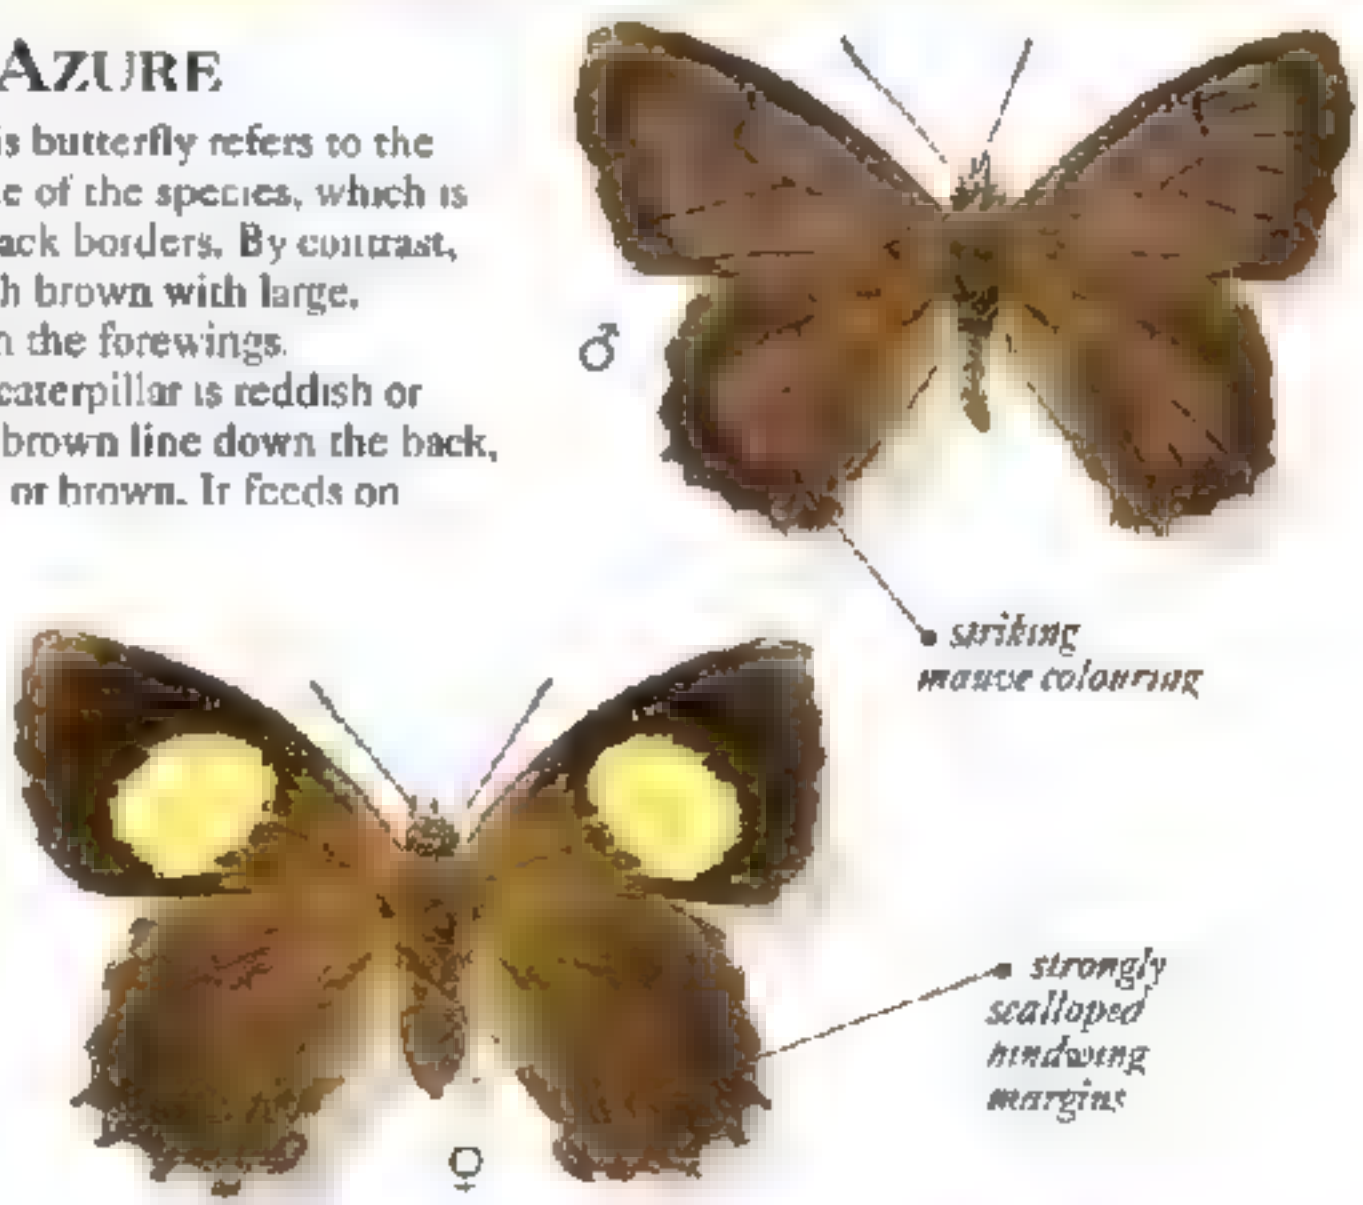 AZURE
is butterfly refers to the
e of the species, which is
ack borders. By contrast,
h brown with large,
n the forewings.
caterpillar is reddish or
brown line down the back,
or brown. It feeds on
♂
striking
mauve colouring
strongly
scalloped
hindwing
margins
♀